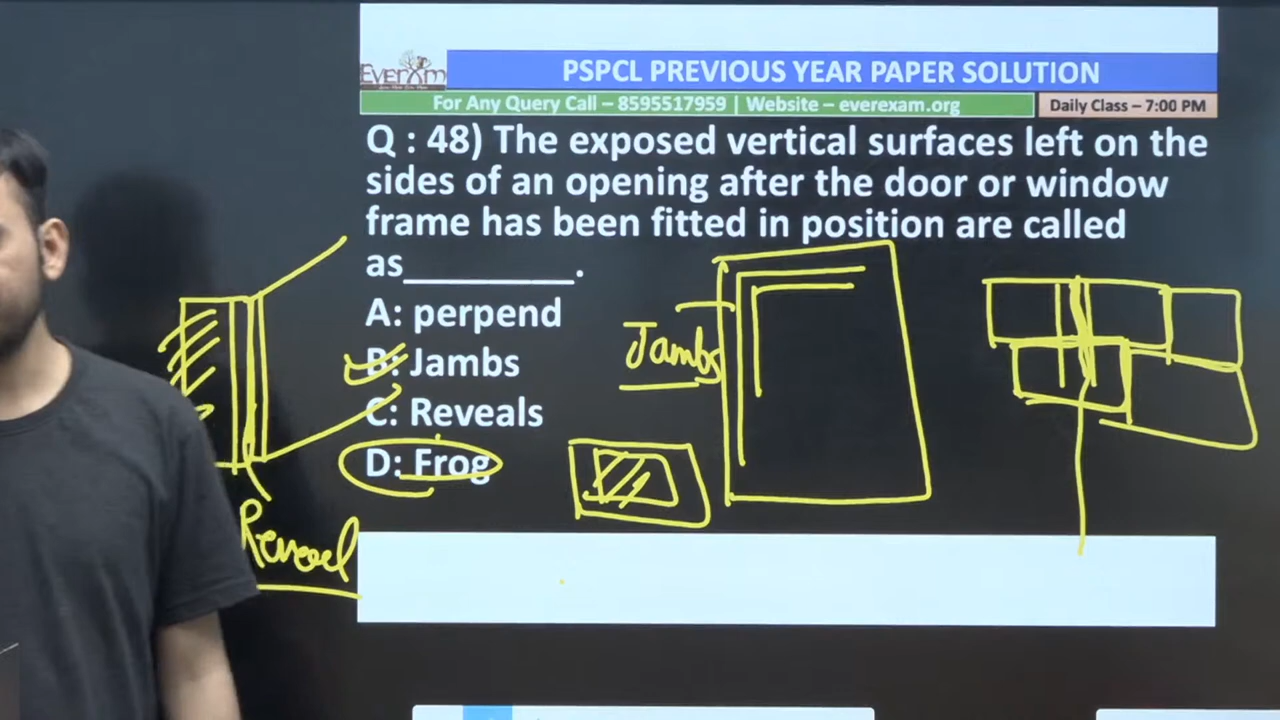 EverExam
PSPCL PREVIOUS YEAR PAPER SOLUTION
For Any Query Call – 8595517959 | Website – everexam.org
Daily Class – 7:00 PM
Q : 48) The exposed vertical surfaces left on the
sides of an opening after the door or window
frame has been fitted in position are called
as__________.
A: perpend
B: Jambs
C: Reveals
D: Frog
Jambs
Reveal